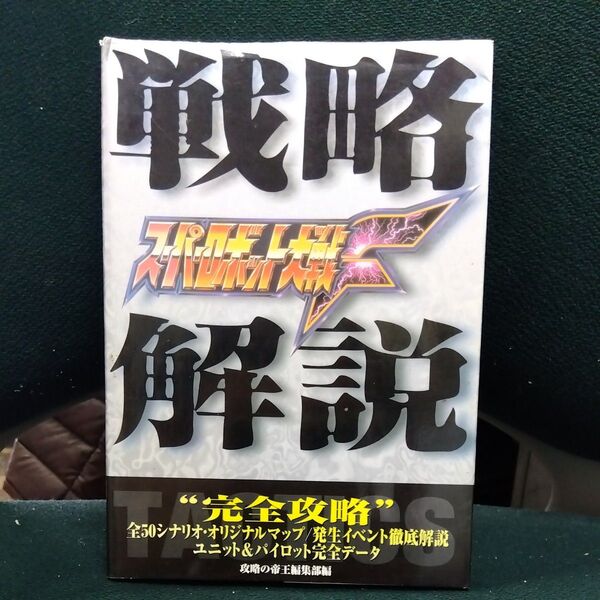 戦略
スーパーロボット大戦F
解説
TACTICS
“完全攻略”
全50シナリオ・オリジナルマップ/発生イベント徹底解説
ユニット&パイロット完全データ
攻略の帝王編集部編